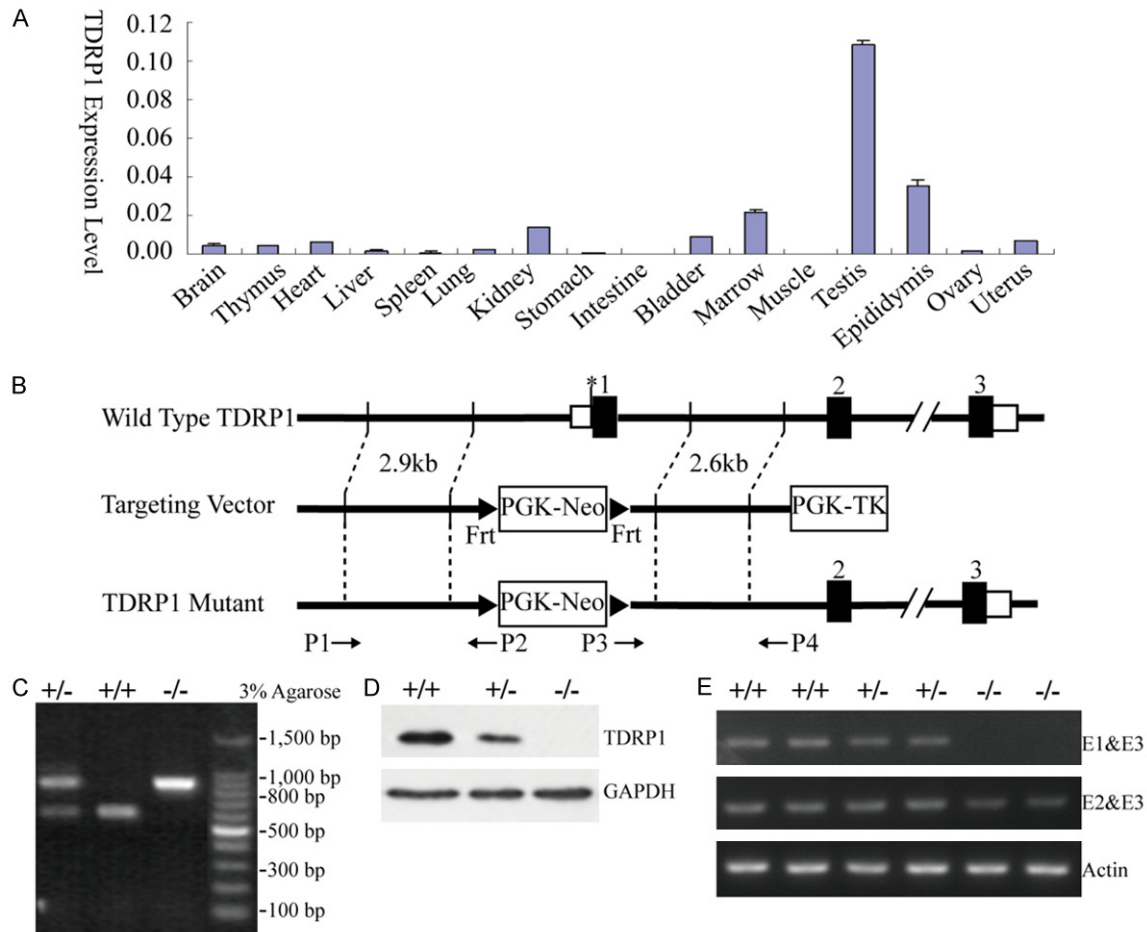 A
TDRP1 Expression Level
0.12
0.10
0.08
0.06
0.04
0.02
0.00
Brain
Thymus
Heart
Liver
Spleen
Lung
Kidney
Stomach
Intestine
Bladder
Marrow
Muscle
Testis
Epididymis
Ovary
Uterus
B
Wild Type TDRP1
*1
2
3
2.9kb
2.6kb
Targeting Vector
Frt
PGK-Neo
Frt
PGK-TK
TDRP1 Mutant
PGK-Neo
2
3
P1
P2
P3
P4
C
+/- +/+ -/- 3% Agarose
-1,500 bp
-1,000 bp
-800 bp
-500 bp
-300 bp
-100 bp
D
+/+ +/- -/-
TDRP1
GAPDH
E
+/+ +/+ +/- +/- -/- -/-
E1&E3
E2&E3
Actin